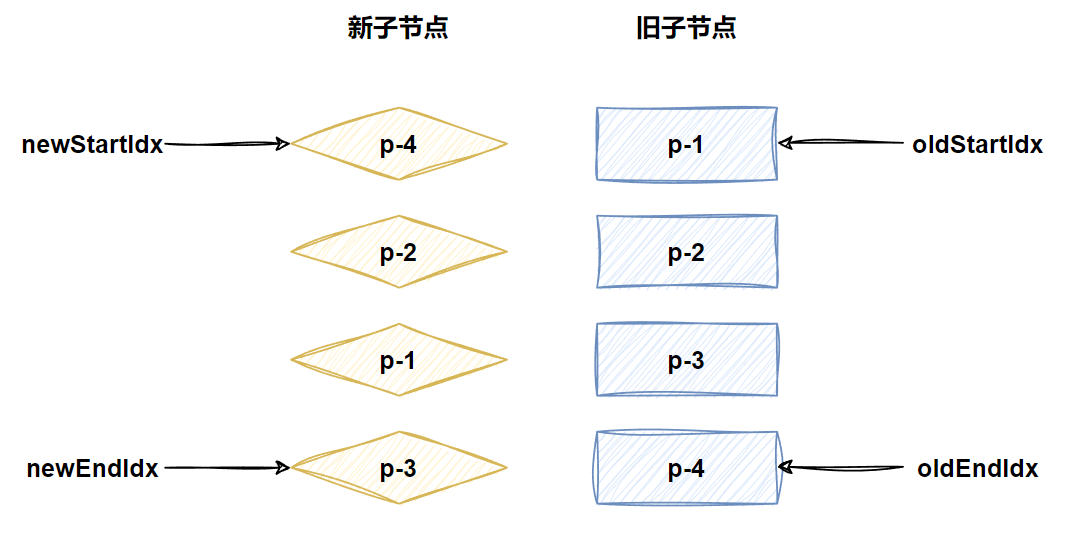 新子节点 旧子节点
newStartIdx p-4 p-1 oldStartIdx
p-2 p-2
p-1 p-3
newEndIdx p-3 p-4 oldEndIdx